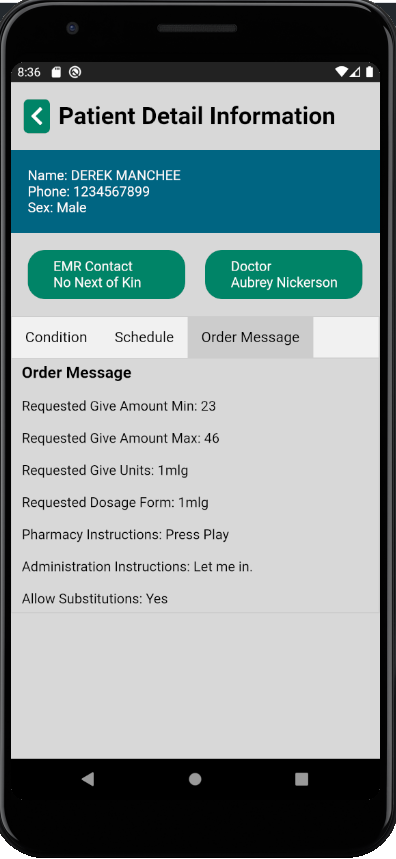 8:36
Patient Detail Information
Name: DEREK MANCHEE
Phone: 1234567899
Sex: Male
EMR Contact
No Next of Kin
Doctor
Aubrey Nickerson
Condition Schedule Order Message
Order Message
Requested Give Amount Min: 23
Requested Give Amount Max: 46
Requested Give Units: 1mlg
Requested Dosage Form: 1mlg
Pharmacy Instructions: Press Play
Administration Instructions: Let me in.
Allow Substitutions: Yes